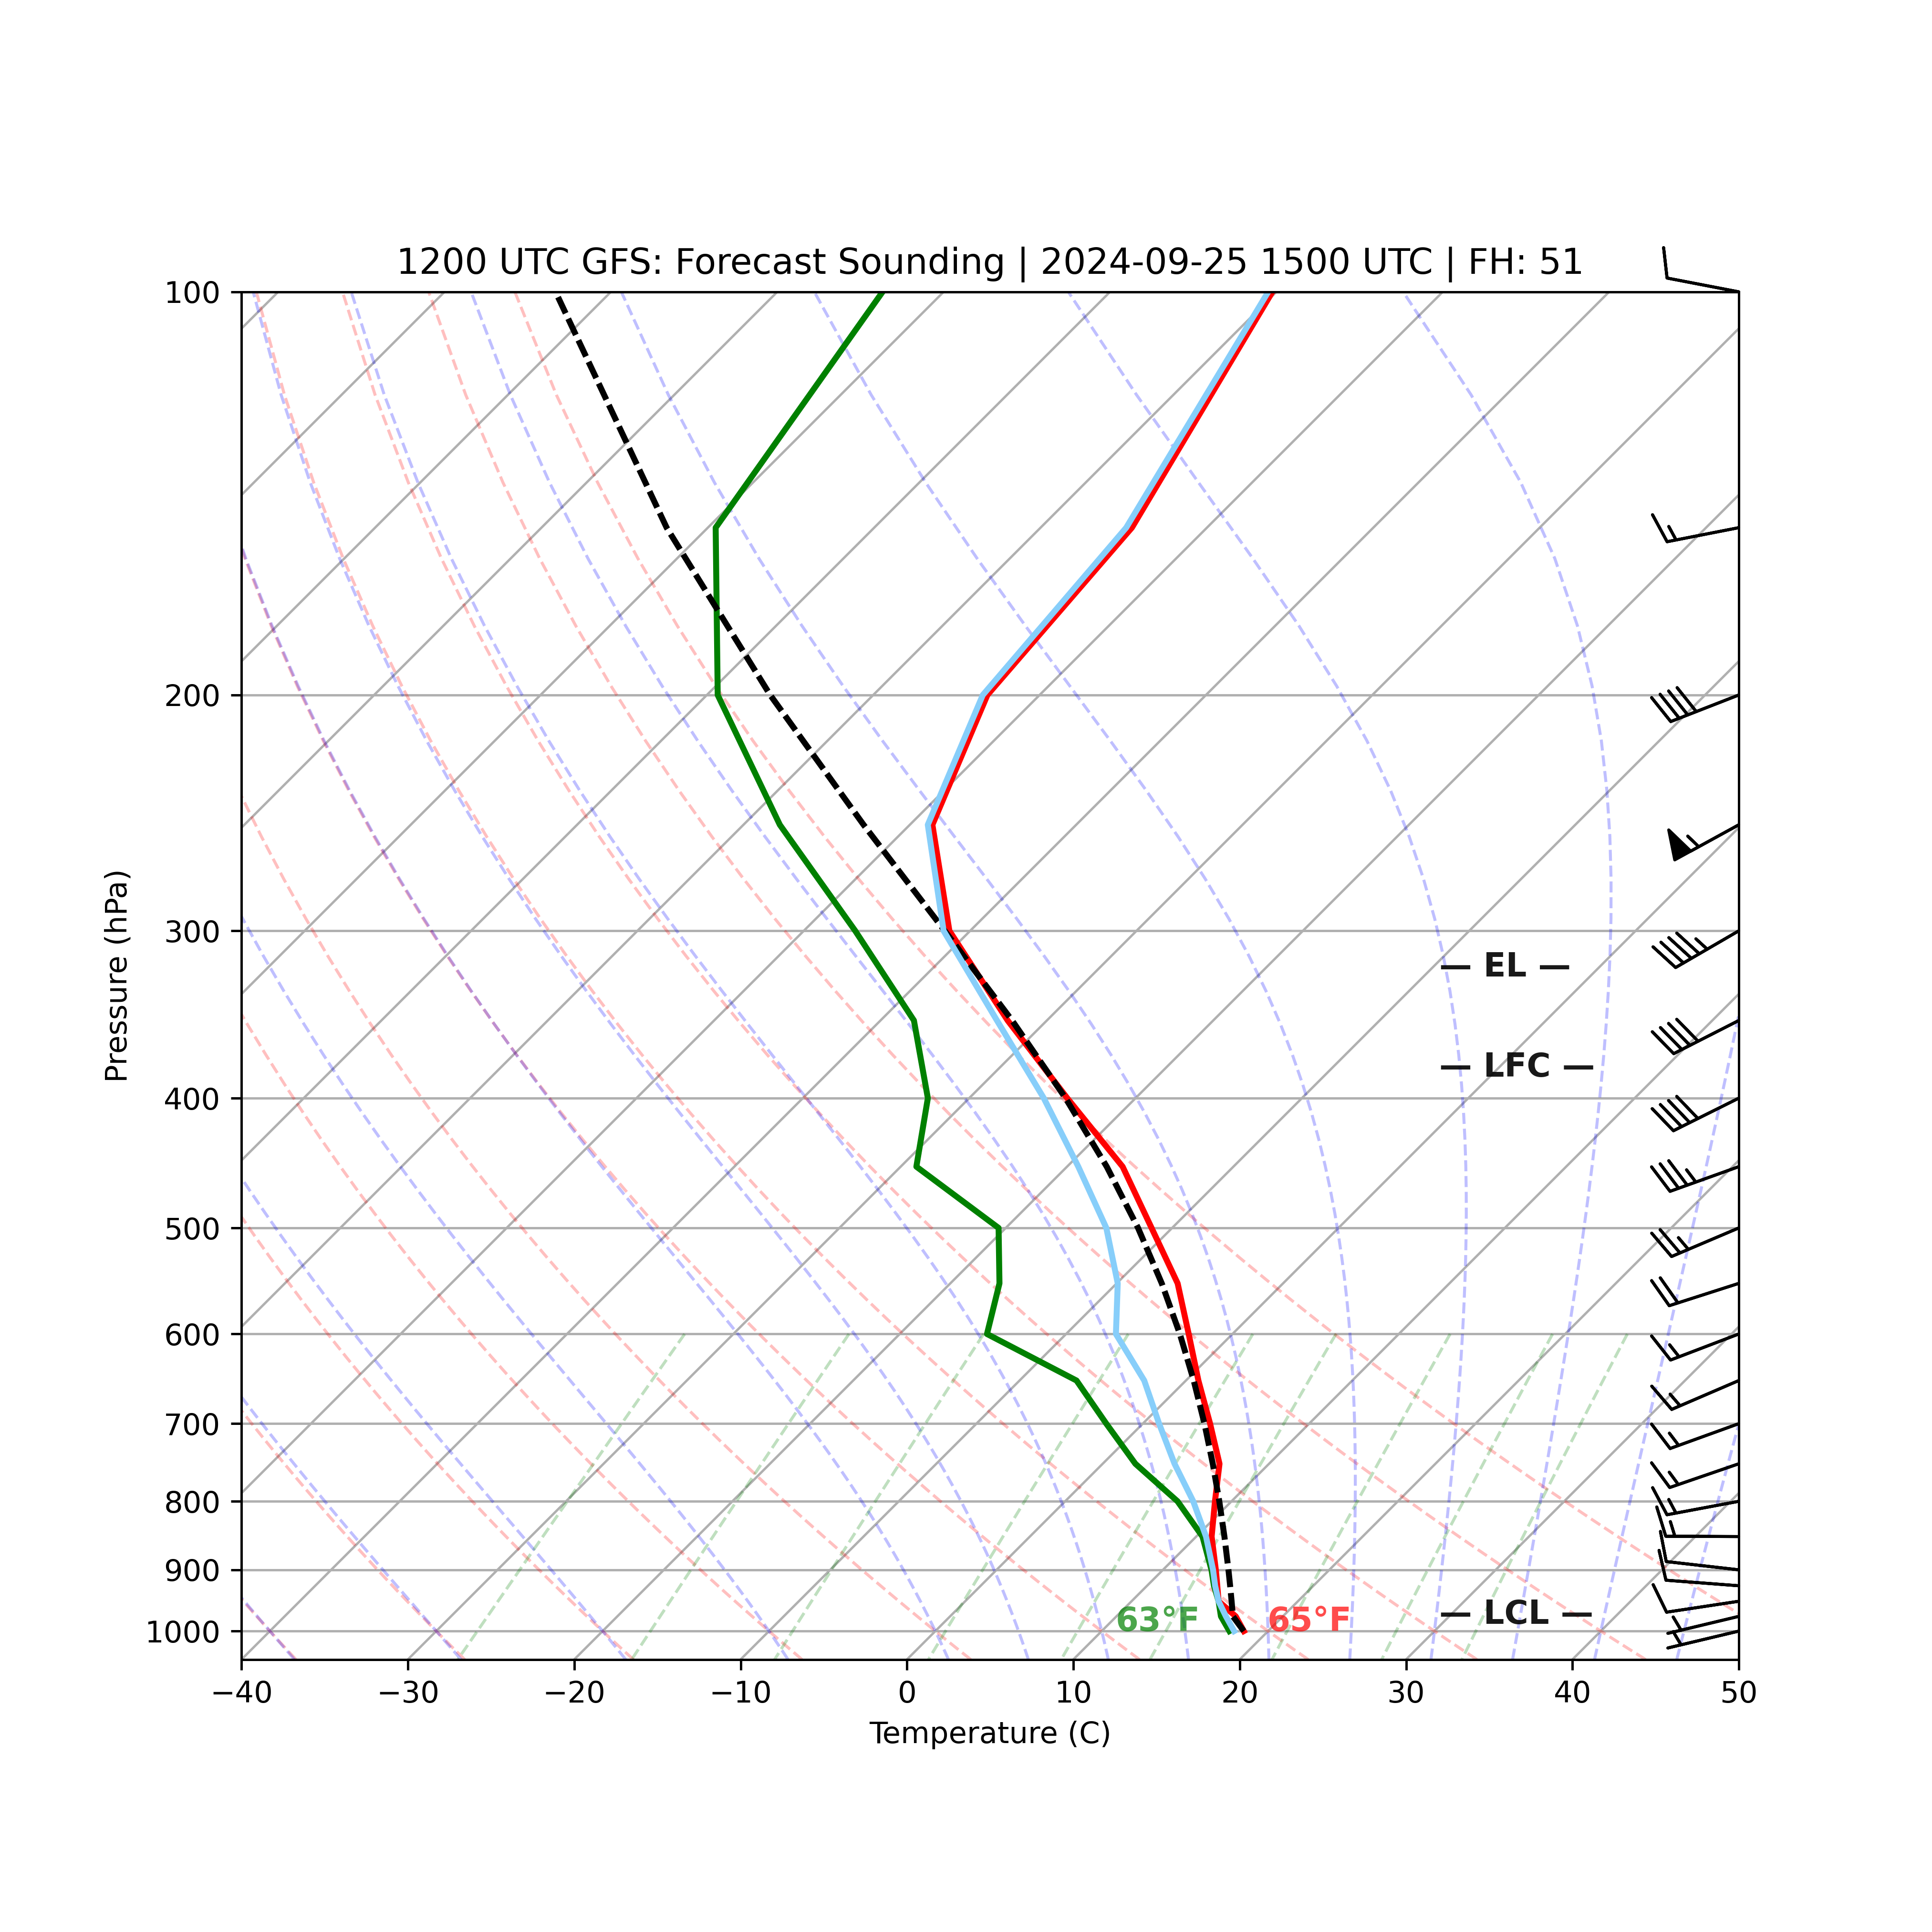 1200 UTC GFS: Forecast Sounding | 2024-09-25 1500 UTC | FH: 51
100
200
300
400
500
600
700
800
900
1000
Pressure (hPa)
— EL —
— LFC —
— LCL —
63°F
65°F
−40 −30 −20 −10 0 10 20 30 40 50
Temperature (C)